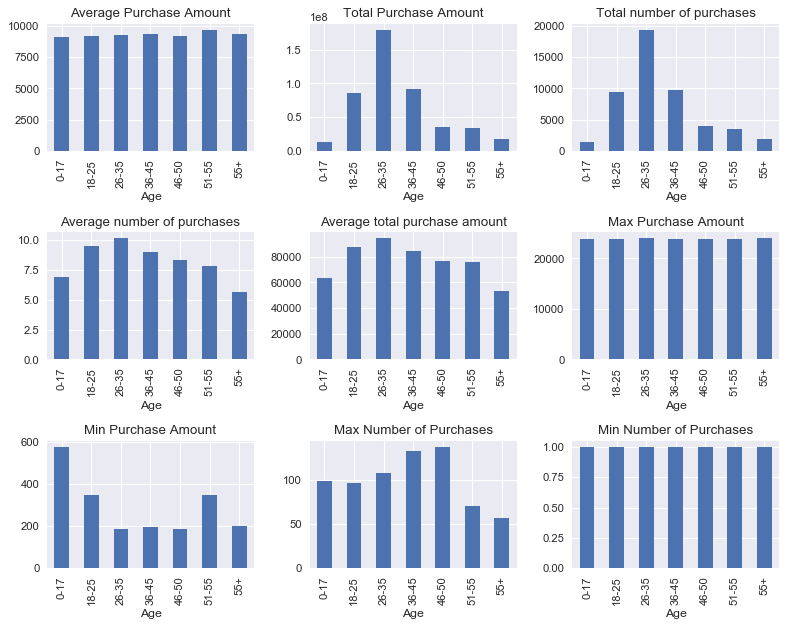 Average Purchase Amount
10000
7500
5000
2500
0
0-17 18-25 26-35 36-45 46-50 51-55 55+
Age
Total Purchase Amount
1e8
1.5
1.0
0.5
0.0
0-17 18-25 26-35 36-45 46-50 51-55 55+
Age
Total number of purchases
20000
15000
10000
5000
0
0-17 18-25 26-35 36-45 46-50 51-55 55+
Age
Average number of purchases
10.0
7.5
5.0
2.5
0.0
0-17 18-25 26-35 36-45 46-50 51-55 55+
Age
Average total purchase amount
80000
60000
40000
20000
0
0-17 18-25 26-35 36-45 46-50 51-55 55+
Age
Max Purchase Amount
20000
10000
0
0-17 18-25 26-35 36-45 46-50 51-55 55+
Age
Min Purchase Amount
600
400
200
0
0-17 18-25 26-35 36-45 46-50 51-55 55+
Age
Max Number of Purchases
100
50
0
0-17 18-25 26-35 36-45 46-50 51-55 55+
Age
Min Number of Purchases
1.00
0.75
0.50
0.25
0.00
0-17 18-25 26-35 36-45 46-50 51-55 55+
Age